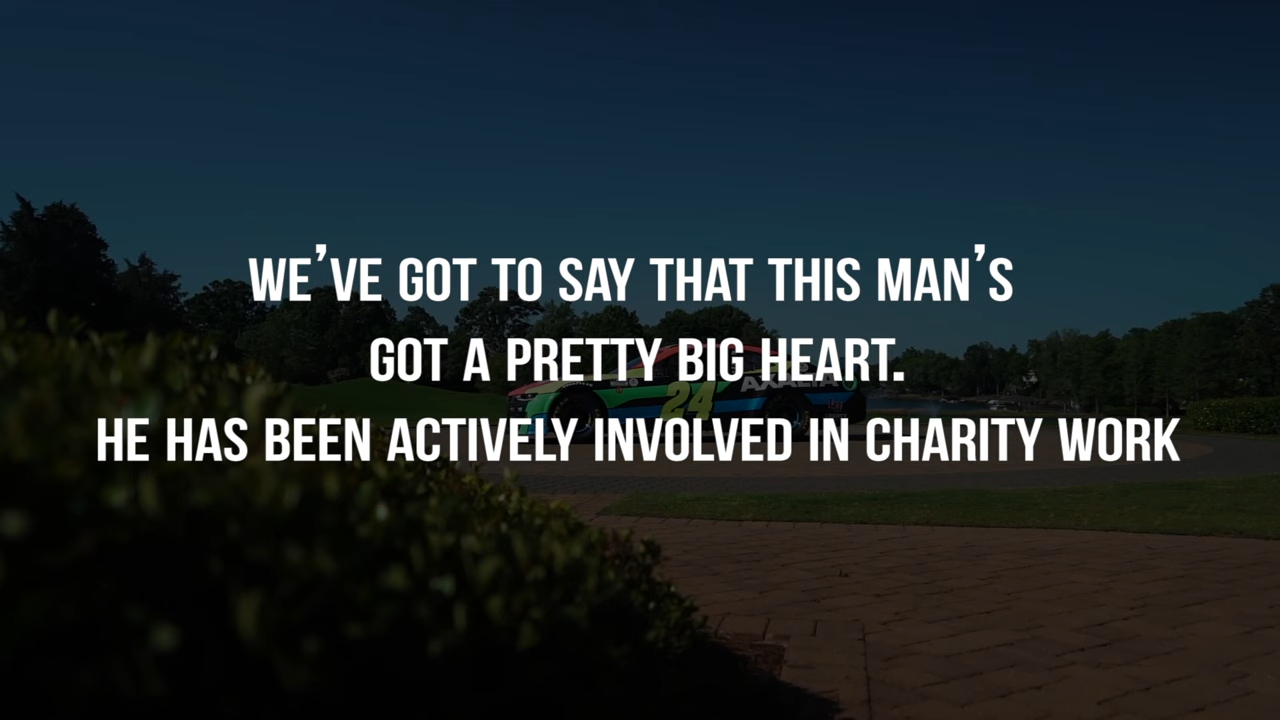 WE'VE GOT TO SAY THAT THIS MAN'S
GOT A PRETTY BIG HEART.
HE HAS BEEN ACTIVELY INVOLVED IN CHARITY WORK
24
AXALTA